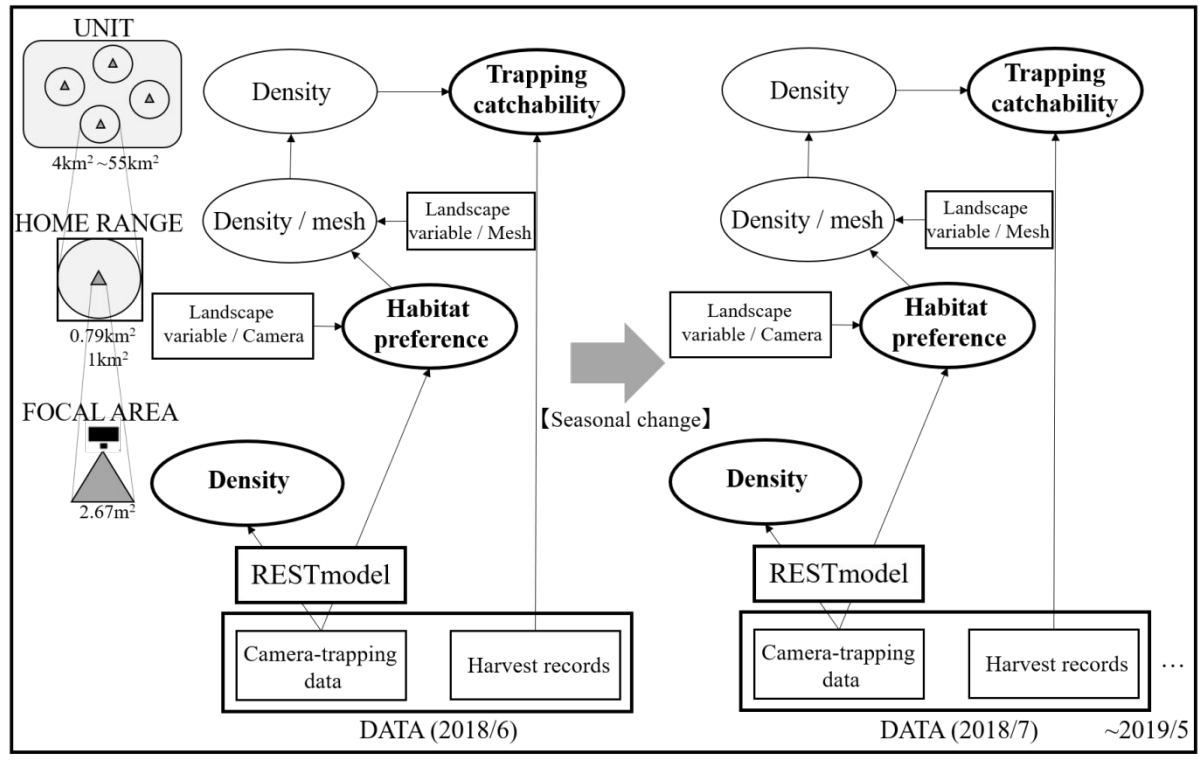 UNIT
4km² ~55km²
HOME RANGE
0.79km²
1km²
FOCAL AREA
2.67m²
Density
Trapping
catchability
Density / mesh
Landscape
variable / Mesh
Landscape
variable / Camera
Habitat
preference
Density
RESTmodel
Camera-trapping
data
Harvest records
DATA (2018/6)
【Seasonal change】
Density
Trapping
catchability
Density / mesh
Landscape
variable / Mesh
Landscape
variable / Camera
Habitat
preference
Density
RESTmodel
Camera-trapping
data
Harvest records
…
DATA (2018/7)
~2019/5